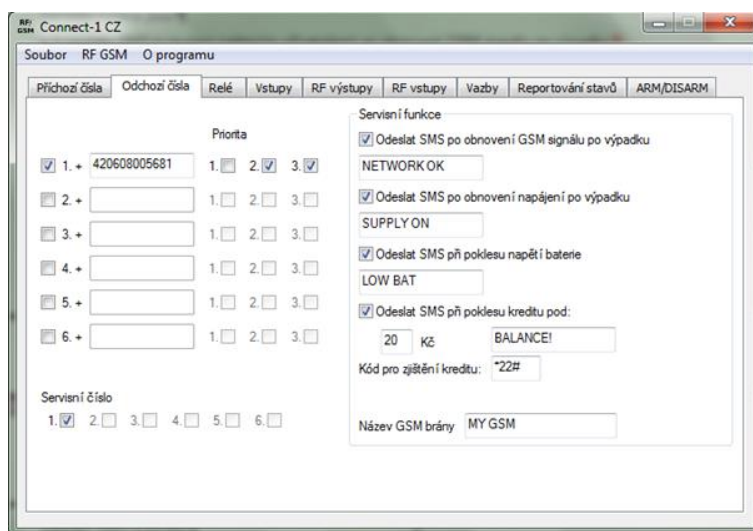 RF/GSM Connect-1 CZ
Soubor RF GSM O programu
Příchozí čísla Odchozí čísla Relé Vstupy RF výstupy RF vstupy Vazby Reportování stavů ARM/DISARM
Priorita
1. + 420608005681 1. 2. 3.
2. + 1. 2. 3.
3. + 1. 2. 3.
4. + 1. 2. 3.
5. + 1. 2. 3.
6. + 1. 2. 3.
Servisní číslo
1. 2. 3. 4. 5. 6.
Servisní funkce
Odeslat SMS po obnovení GSM signálu po výpadku
NETWORK OK
Odeslat SMS po obnovení napájení po výpadku
SUPPLY ON
Odeslat SMS při poklesu napětí baterie
LOW BAT
Odeslat SMS při poklesu kreditu pod:
20 Kč BALANCE!
Kód pro zjištění kreditu: *22#
Název GSM brány MY GSM